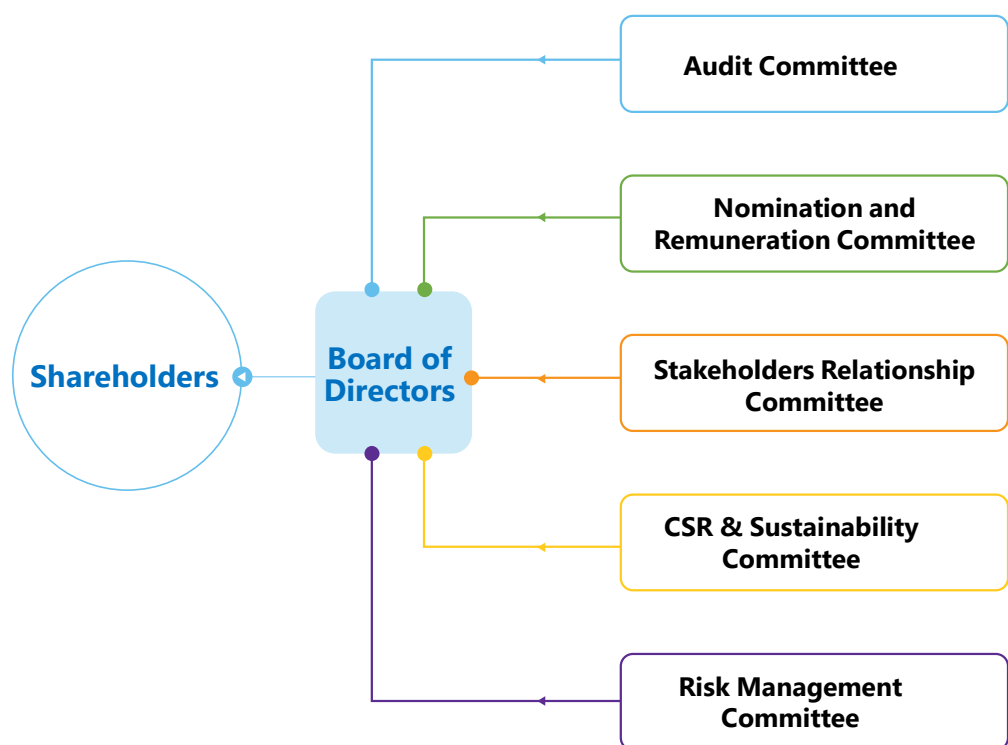 Audit Committee
Nomination and
Remuneration Committee
Shareholders
Board of
Directors
Stakeholders Relationship
Committee
CSR & Sustainability
Committee
Risk Management
Committee